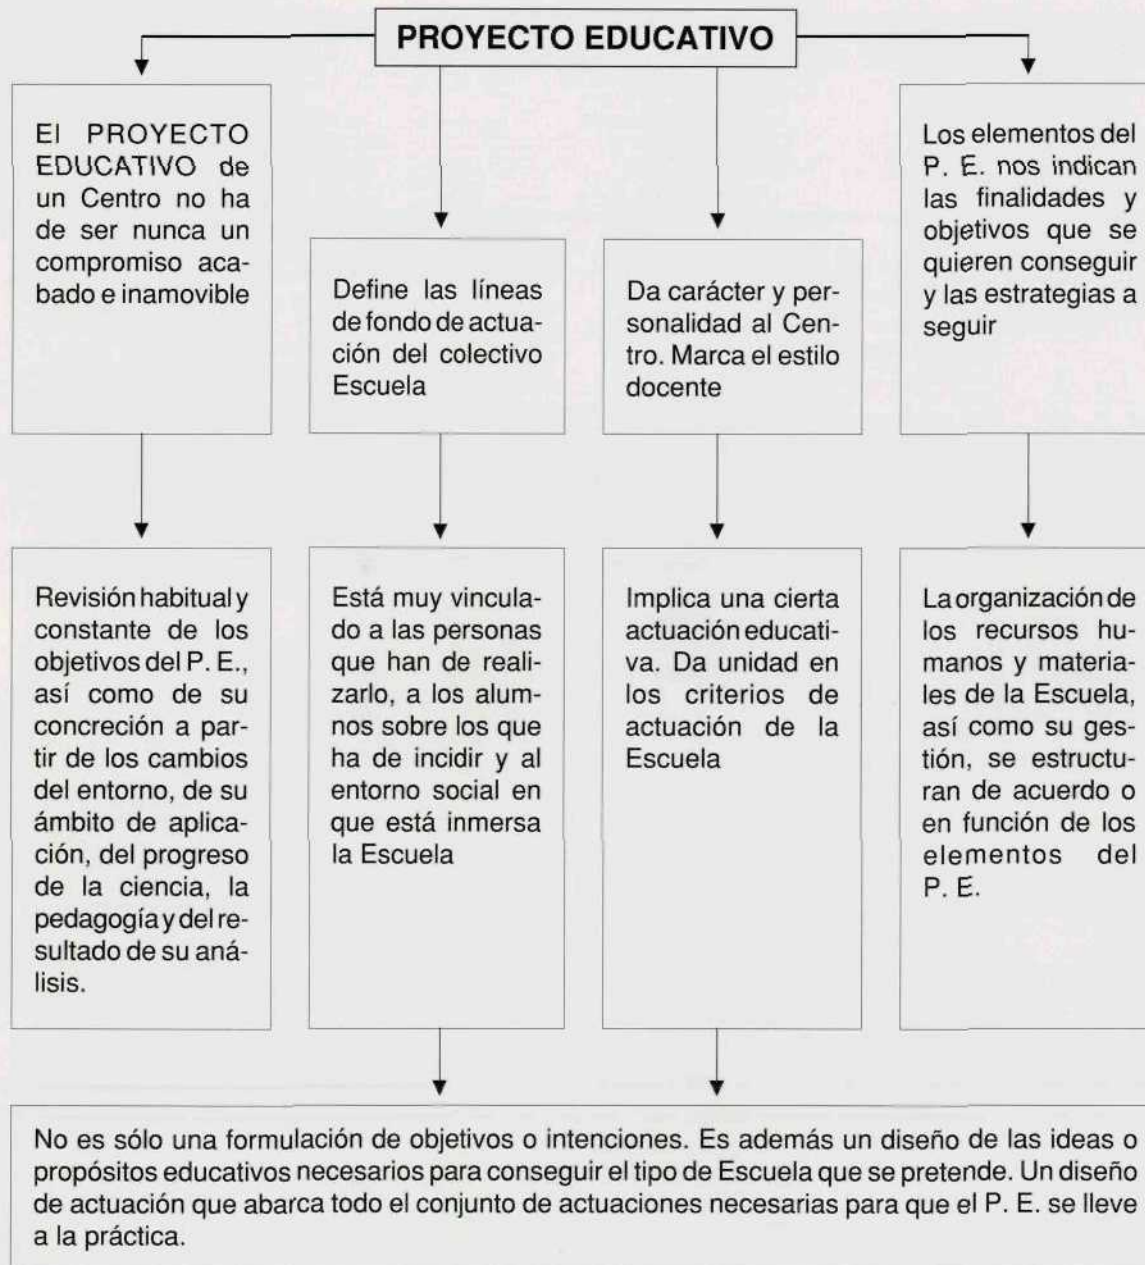 PROYECTO EDUCATIVO
El PROYECTO
EDUCATIVO de
un Centro no ha
de ser nunca un
compromiso aca-
bado e inamovible
Define las líneas
de fondo de actua-
ción del colectivo
Escuela
Da carácter y per-
sonalidad al Cen-
tro. Marca el estilo
docente
Los elementos del
P. E. nos indican
las finalidades y
objetivos que se
quieren conseguir
y las estrategias a
seguir
Revisión habitual y
constante de los
objetivos del P. E.,
así como de su
concreción a par-
tir de los cambios
del entorno, de su
ámbito de aplica-
ción, del progreso
de la ciencia, la
pedagogía y del re-
sultado de su aná-
lisis.
Está muy vincula-
do a las personas
que han de reali-
zarlo, a los alum-
nos sobre los que
ha de incidir y al
entorno social en
que está inmersa
la Escuela
Implica una cierta
actuación educati-
va. Da unidad en
los criterios de
actuación de la
Escuela
La organización de
los recursos hu-
manos y materia-
les de la Escuela,
así como su ges-
tión, se estructu-
ran de acuerdo o
en función de los
elementos del
P. E.
No es sólo una formulación de objetivos o intenciones. Es además un diseño de las ideas o
propósitos educativos necesarios para conseguir el tipo de Escuela que se pretende. Un diseño
de actuación que abarca todo el conjunto de actuaciones necesarias para que el P. E. se lleve
a la práctica.